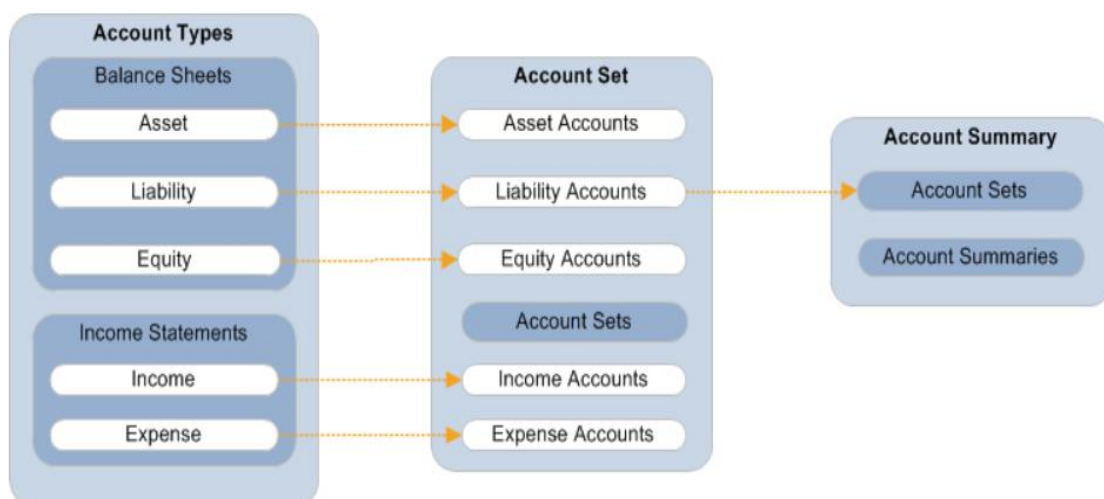 Account Types
Balance Sheets
Asset
Liability
Equity
Income Statements
Income
Expense
Account Set
Asset Accounts
Liability Accounts
Equity Accounts
Account Sets
Income Accounts
Expense Accounts
Account Summary
Account Sets
Account Summaries